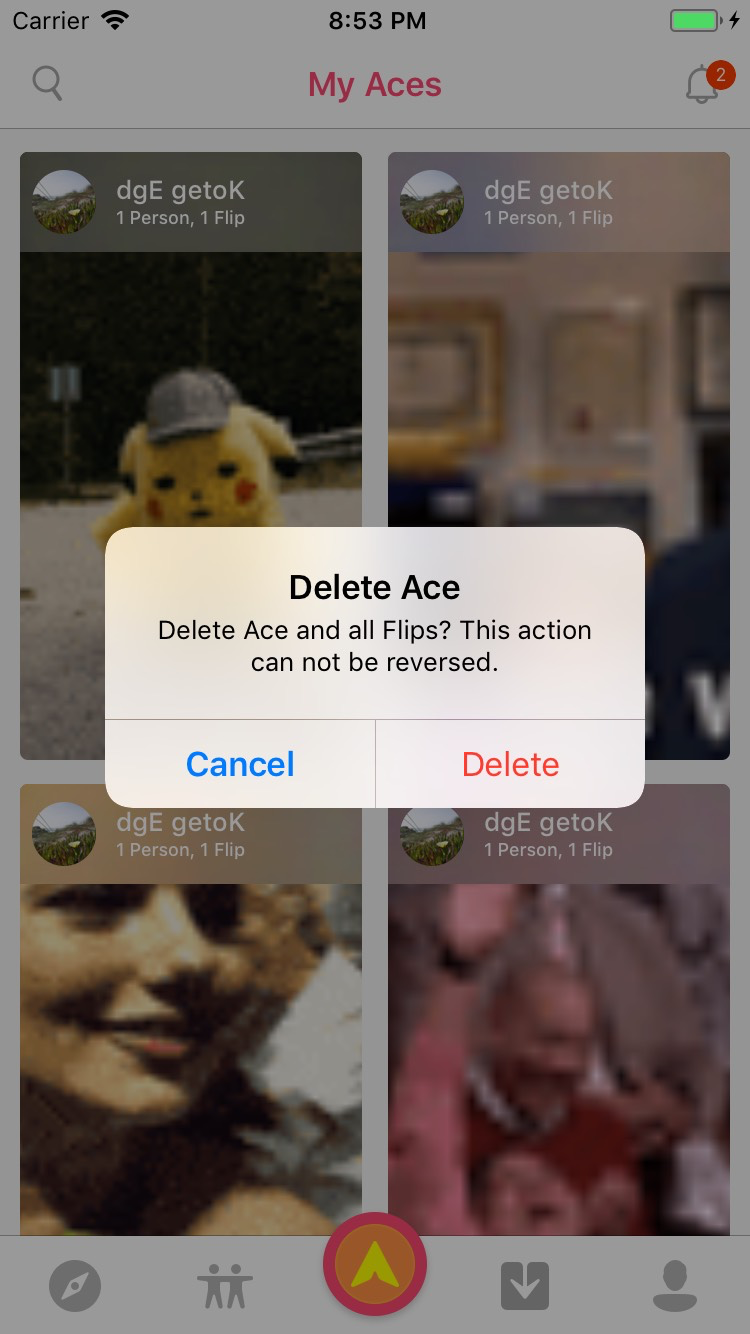 Carrier 8:53 PM
My Aces 2
dgE getoK
1 Person, 1 Flip
dgE getoK
1 Person, 1 Flip
Delete Ace
Delete Ace and all Flips? This action
can not be reversed.
Cancel Delete
dgE getoK
1 Person, 1 Flip
dgE getoK
1 Person, 1 Flip